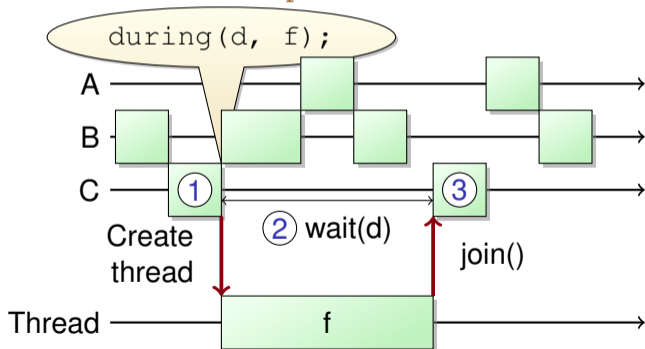 during(d, f);
A
B
C
1
3
2 wait(d)
Create
thread
join()
Thread
f